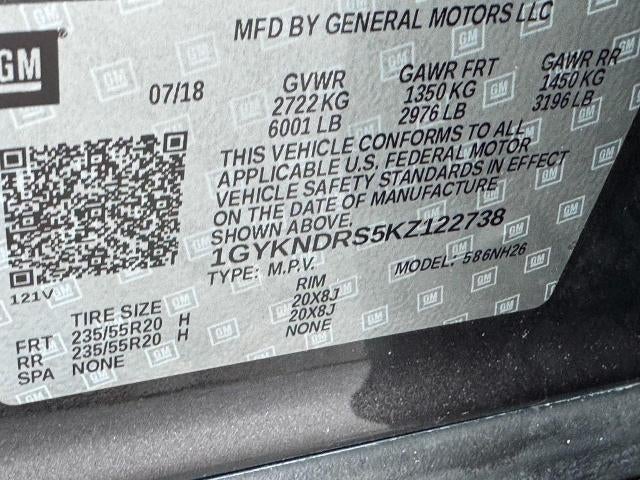 GM
MFD BY GENERAL MOTORS LLC
07/18 GVWR GAWR FRT GAWR RR
2722 KG 1350 KG 1450 KG
6001 LB 2976 LB 3196 LB
THIS VEHICLE CONFORMS TO ALL
APPLICABLE U.S. FEDERAL MOTOR
VEHICLE SAFETY STANDARDS IN EFFECT
ON THE DATE OF MANUFACTURE
SHOWN ABOVE.
1GYKNDRS5KZ122738
TYPE: M.P.V. MODEL: 586NH26
121V
TIRE SIZE RIM
FRT 235/55R20 H 20X8J
RR 235/55R20 H 20X8J
SPA NONE NONE